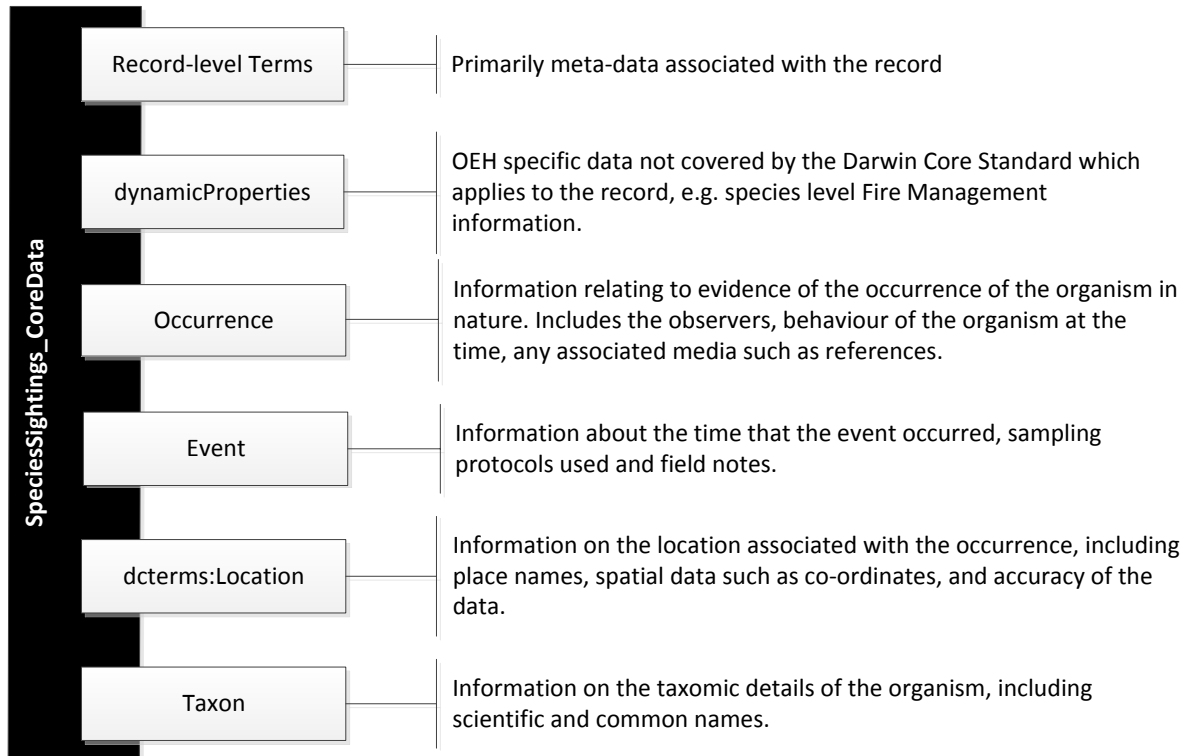 SpeciesSightings_CoreData
Record-level Terms
Primarily meta-data associated with the record
dynamicProperties
OEH specific data not covered by the Darwin Core Standard which
applies to the record, e.g. species level Fire Management
information.
Occurrence
Information relating to evidence of the occurrence of the organism in
nature. Includes the observers, behaviour of the organism at the
time, any associated media such as references.
Event
Information about the time that the event occurred, sampling
protocols used and field notes.
dcterms:Location
Information on the location associated with the occurrence, including
place names, spatial data such as co-ordinates, and accuracy of the
data.
Taxon
Information on the taxomic details of the organism, including
scientific and common names.